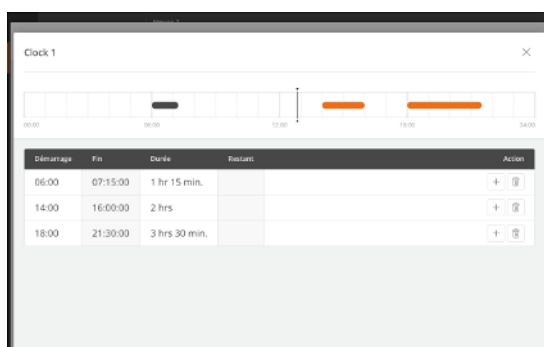 Clock 1
00:00 06:00 12:00 18:00 24:00
Démarrage Fin Durée Restant Action
06:00 07:15:00 1 hr 15 min.
14:00 16:00:00 2 hrs
18:00 21:30:00 3 hrs 30 min.